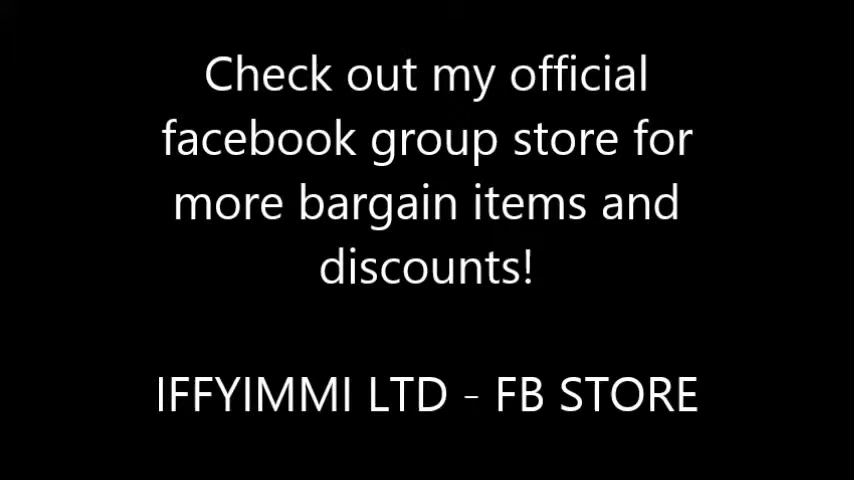 Check out my official
facebook group store for
more bargain items and
discounts!
IFFYIMMI LTD - FB STORE